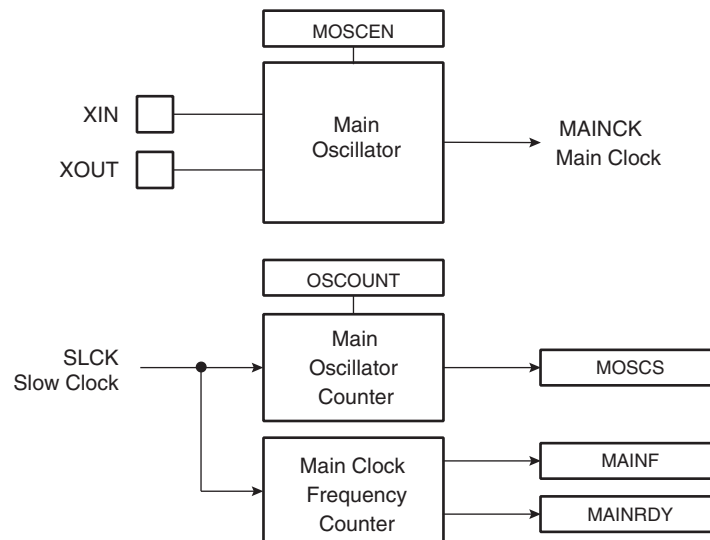 MOSCEN
XIN
XOUT
Main
Oscillator
MAINCK
Main Clock
OSCOUNT
SLCK
Slow Clock
Main
Oscillator
Counter
MOSCS
Main Clock
Frequency
Counter
MAINF
MAINRDY